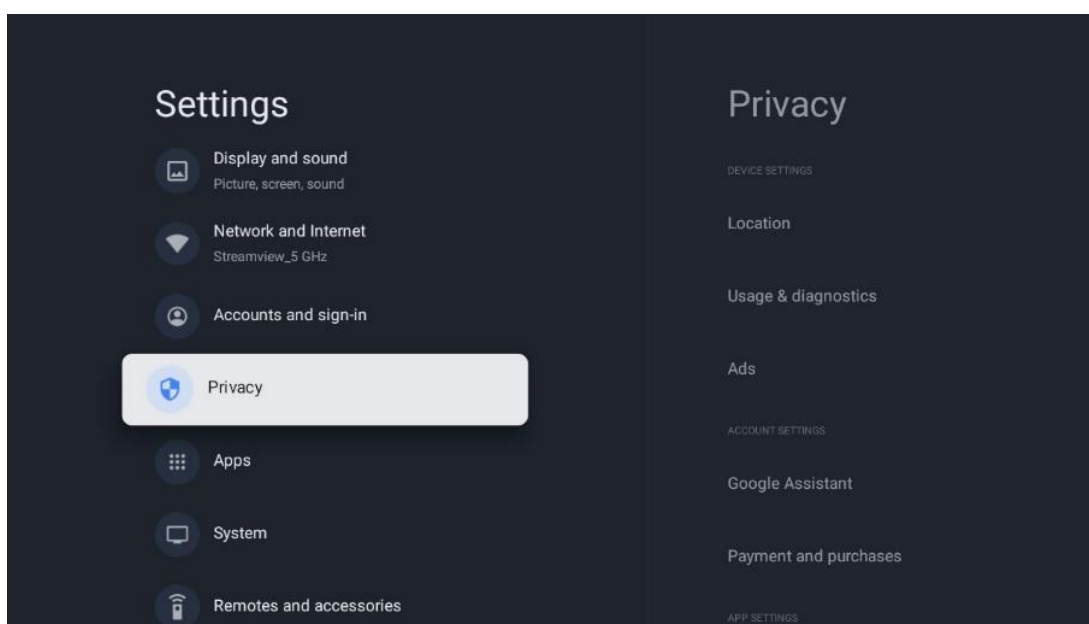 Settings
Display and sound
Picture, screen, sound
Network and Internet
Streamview_5 GHz
Accounts and sign-in
Privacy
Apps
System
Remotes and accessories
Privacy
DEVICE SETTINGS
Location
Usage & diagnostics
Ads
ACCOUNT SETTINGS
Google Assistant
Payment and purchases
APP SETTINGS